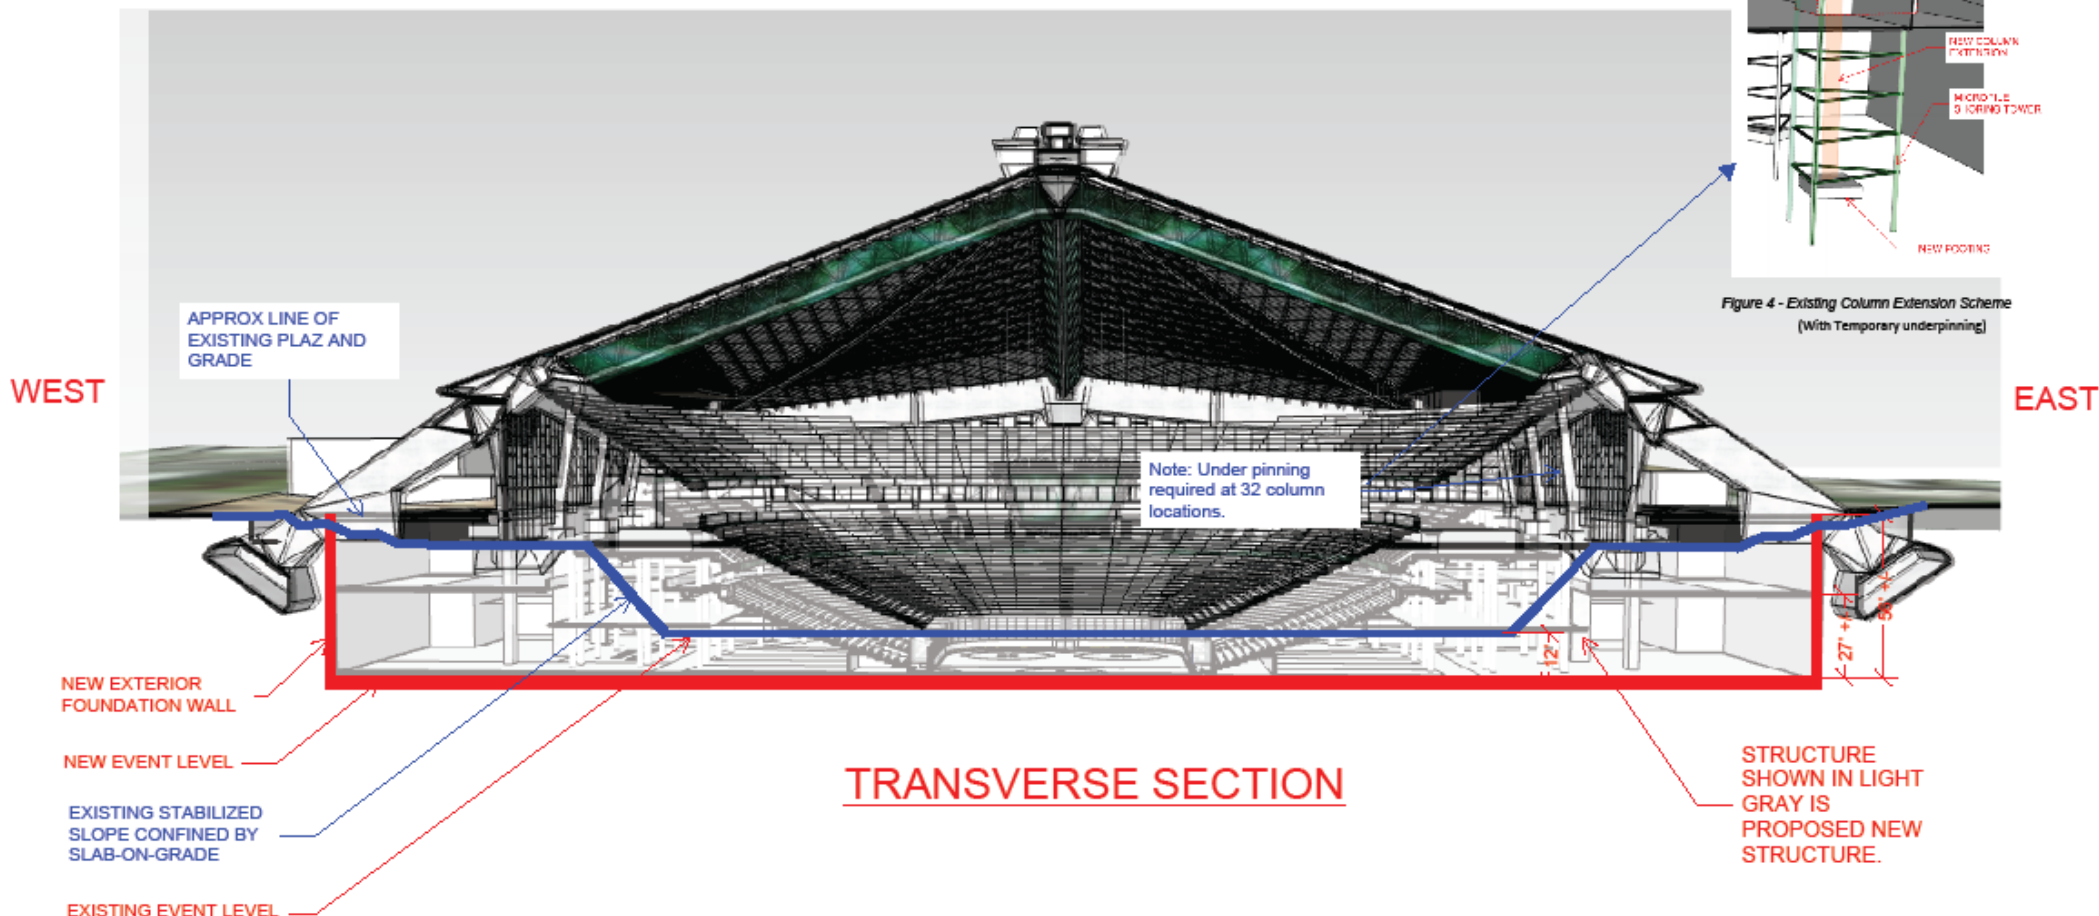 NEW COLUMN
EXTENSION
MICROPILE
SHORING TOWER
NEW FOOTING
Figure 4 - Existing Column Extension Scheme
(With Temporary underpinning)
APPROX LINE OF
EXISTING PLAZ AND
GRADE
WEST
EAST
Note: Under pinning
required at 32 column
locations.
12'
27' +/-
NEW EXTERIOR
FOUNDATION WALL
NEW EVENT LEVEL
EXISTING STABILIZED
SLOPE CONFINED BY
SLAB-ON-GRADE
EXISTING EVENT LEVEL
TRANSVERSE SECTION
STRUCTURE
SHOWN IN LIGHT
GRAY IS
PROPOSED NEW
STRUCTURE.